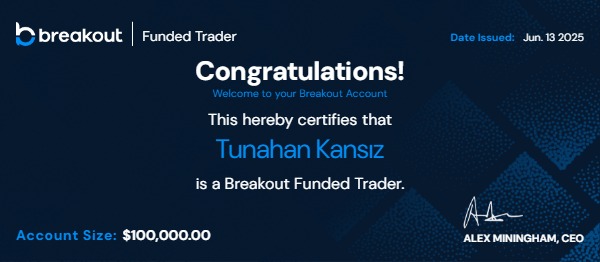 breakout Funded Trader
Date Issued: Jun. 13 2025
Congratulations!
Welcome to your Breakout Account
This hereby certifies that
Tunahan Kansız
is a Breakout Funded Trader.
Account Size: $100,000.00
ALEX MININGHAM, CEO